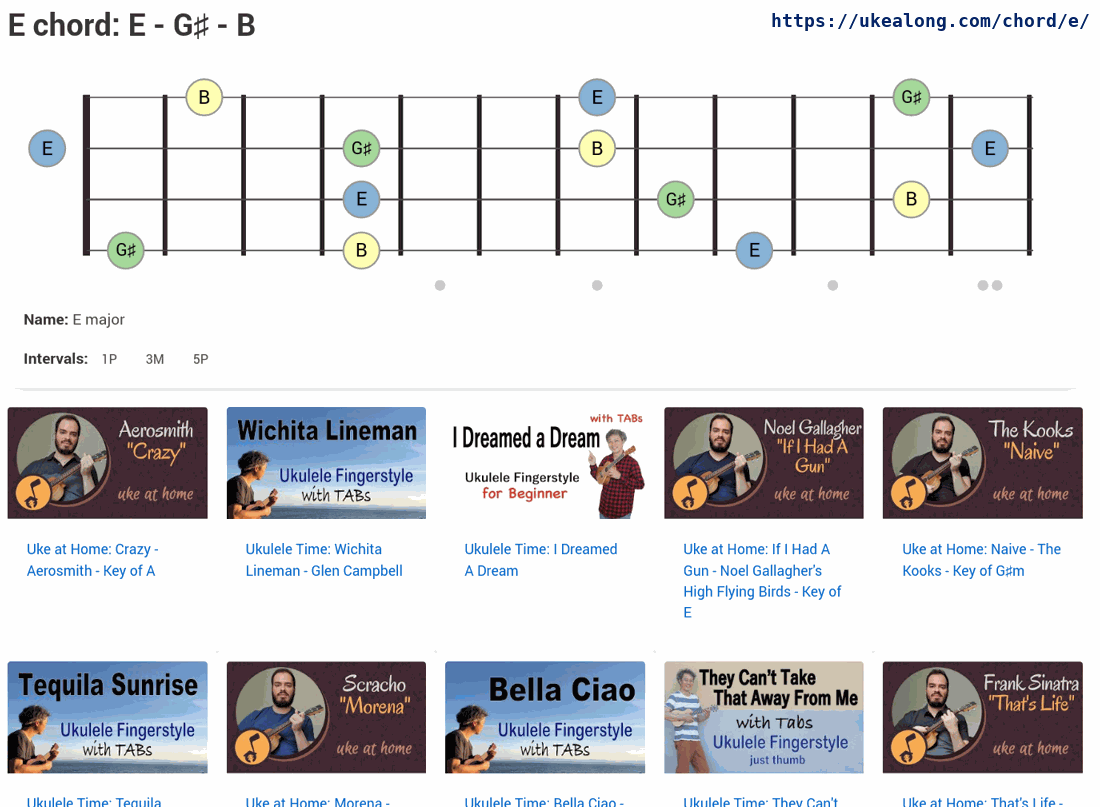 E chord: E - G♯ - B
https://ukealong.com/chord/e/
B
E
G♯
E
G♯
B
E
E
G♯
B
G♯
B
E
Name: E major
Intervals: 1P 3M 5P
Aerosmith
"Crazy"
uke at home
Wichita Lineman
Ukulele Fingerstyle
with TABs
with TABs
I Dreamed a Dream
Ukulele Fingerstyle
for Beginner
Noel Gallagher
"If I Had A
Gun"
uke at home
The Kooks
"Naive"
uke at home
Uke at Home: Crazy -
Aerosmith - Key of A
Ukulele Time: Wichita
Lineman - Glen Campbell
Ukulele Time: I Dreamed
A Dream
Uke at Home: If I Had A
Gun - Noel Gallagher's
High Flying Birds - Key of
E
Uke at Home: Naive - The
Kooks - Key of G♯m
Tequila Sunrise
Ukulele Fingerstyle
with TABs
Scracho
"Morena"
uke at home
Bella Ciao
Ukulele Fingerstyle
with TABs
They Can't Take
That Away From Me
with Tabs
Ukulele Fingerstyle
just thumb
Frank Sinatra
"That's Life"
uke at home
Ukulele Time: Tequila
Uke at Home: Morena -
Ukulele Time: Bella Ciao -
Ukulele Time: They Can't
Uke at Home: That's Life -